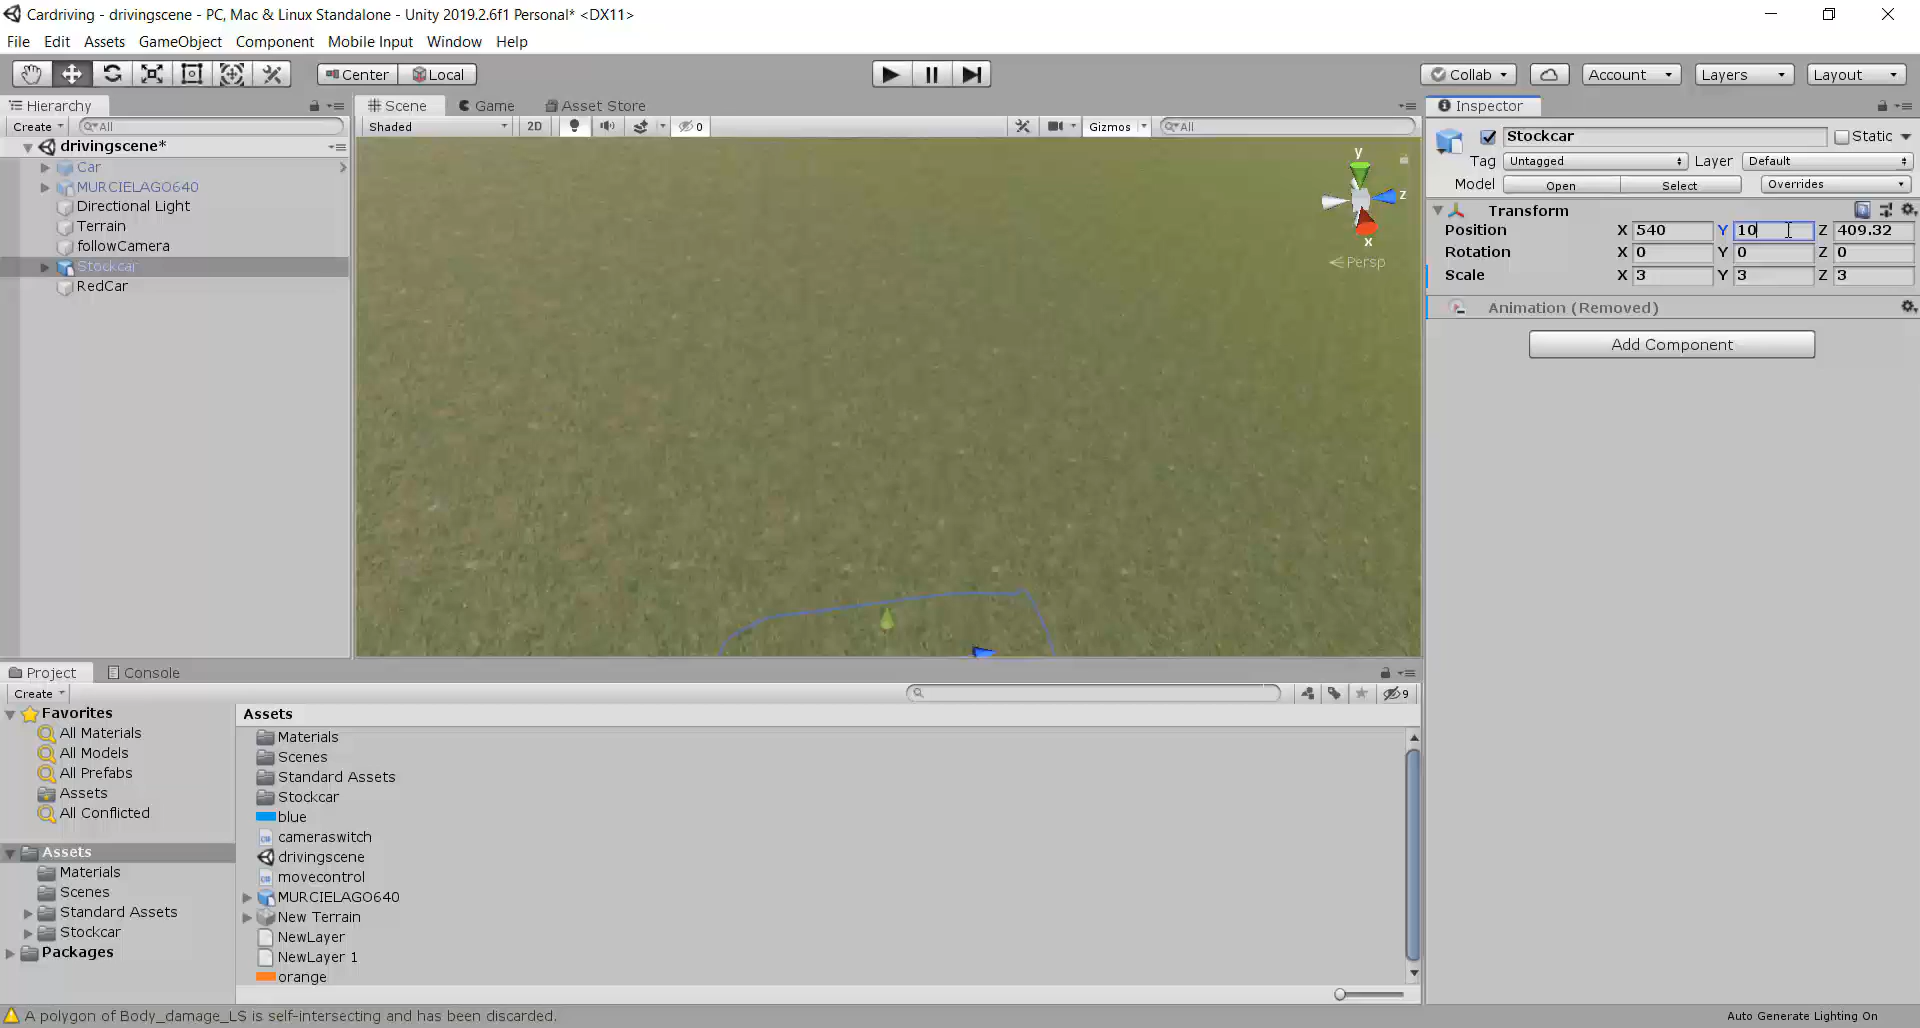 Cardriving - drivingscene - PC, Mac & Linux Standalone - Unity 2019.2.6f1 Personal* <DX11>
File Edit Assets GameObject Component Mobile Input Window Help
Center Local Collab Account Layers Layout
Hierarchy Scene Game Asset Store Inspector
Create All Shaded 2D 0 Gizmos All
Stockcar Static
drivingscene*
Tag Untagged Layer Default
Car
Model Open Select Overrides
MURCIELAGO640
Directional Light
Terrain
followCamera
Stockcar
RedCar
y
z
x
Persp
Transform
Position X 540 Y 10 Z 409.32
Rotation X 0 Y 0 Z 0
Scale X 3 Y 3 Z 3
Animation (Removed)
Add Component
Project Console
Create 9
Favorites
All Materials
All Models
All Prefabs
Assets
All Conflicted
Assets
Materials
Scenes
Standard Assets
Stockcar
Packages
Assets
Materials
Scenes
Standard Assets
Stockcar
blue
cameraswitch
drivingscene
movecontrol
MURCIELAGO640
New Terrain
NewLayer
NewLayer 1
orange
A polygon of Body_damage_LS is self-intersecting and has been discarded.
Auto Generate Lighting On